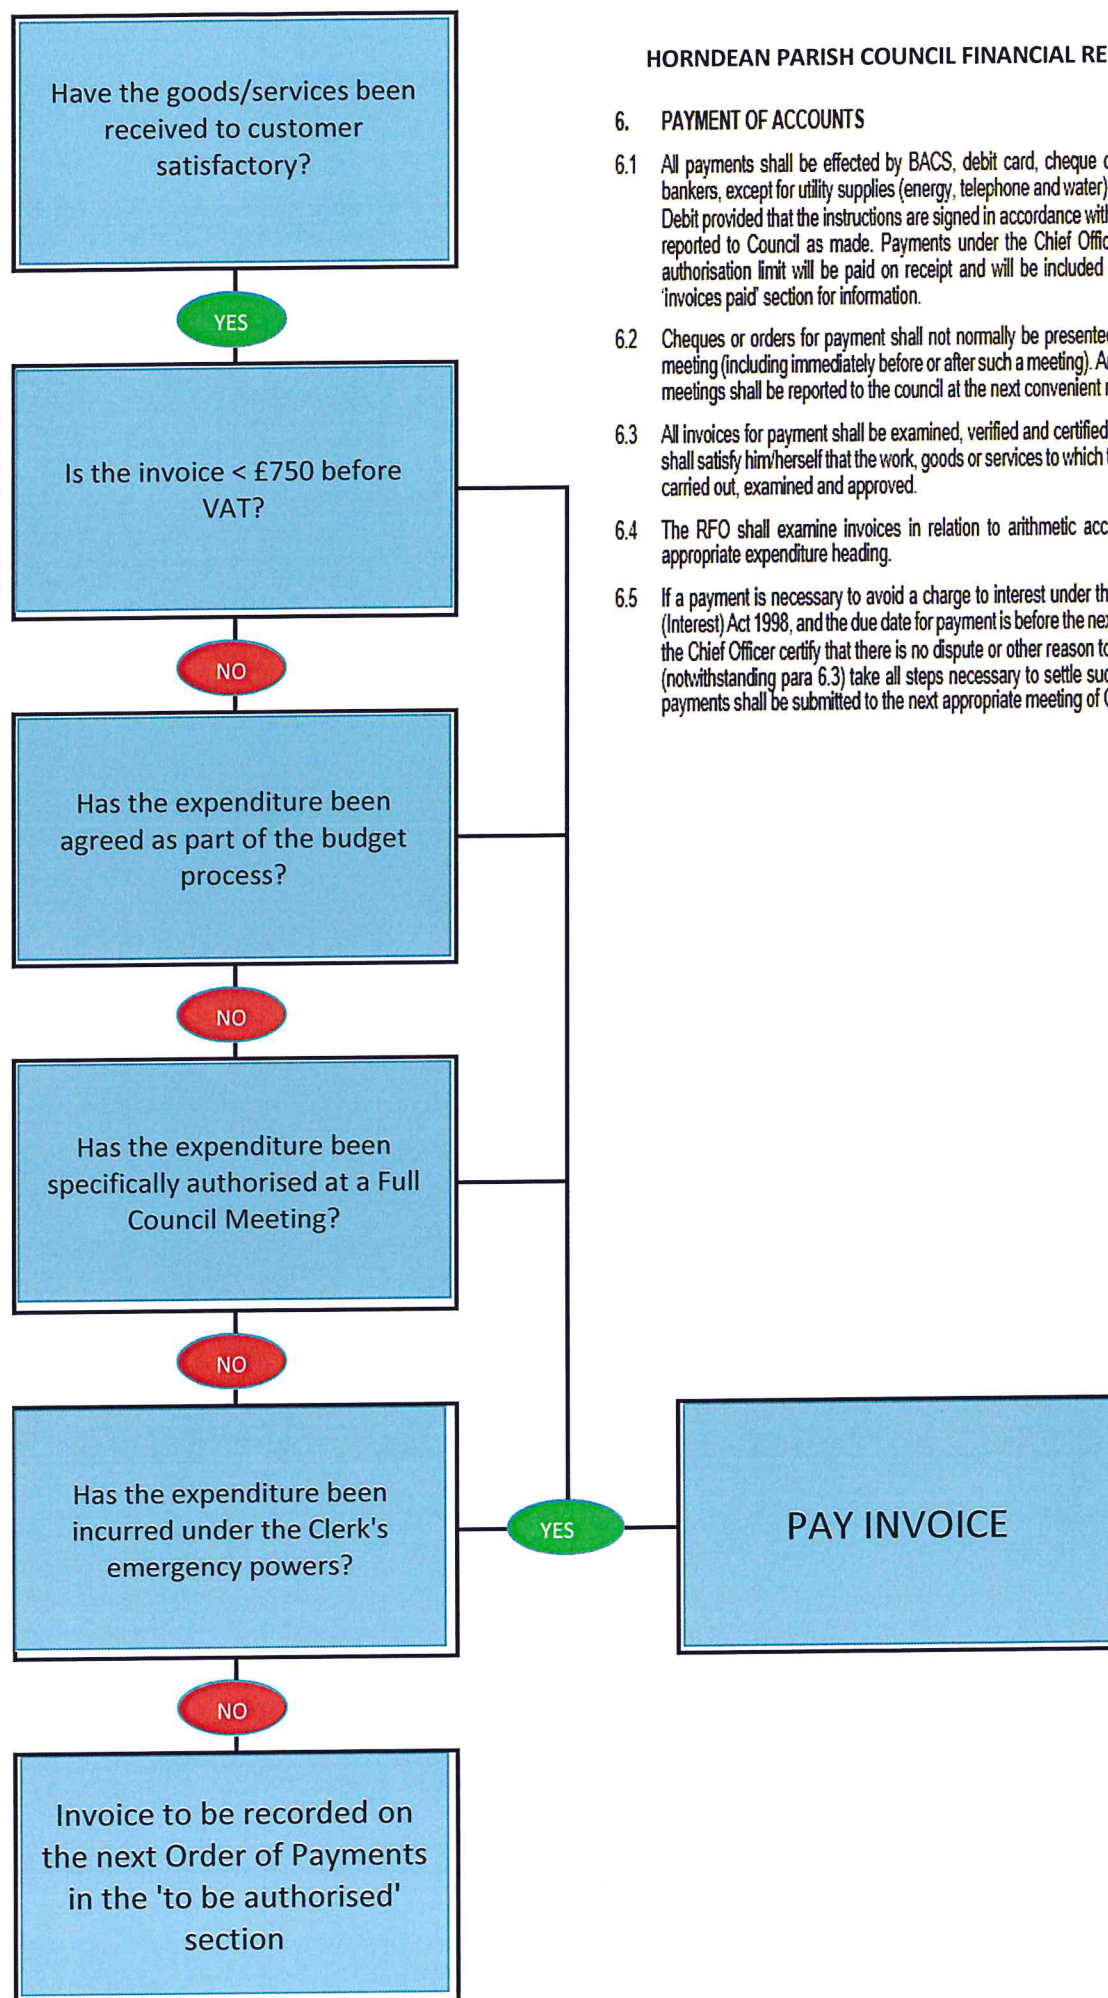 Have the goods/services been
received to customer
satisfactory?
YES
Is the invoice < £750 before
VAT?
NO
Has the expenditure been
agreed as part of the budget
process?
NO
Has the expenditure been
specifically authorised at a Full
Council Meeting?
NO
Has the expenditure been
incurred under the Clerk's
emergency powers?
YES
PAY INVOICE
NO
Invoice to be recorded on
the next Order of Payments
in the 'to be authorised'
section
HORNDEAN PARISH COUNCIL FINANCIAL RE
6. PAYMENT OF ACCOUNTS
6.1 All payments shall be effected by BACS, debit card, cheque
bankers, except for utility supplies (energy, telephone and water)
Debit provided that the instructions are signed in accordance with
reported to Council as made. Payments under the Chief Offic
authorisation limit will be paid on receipt and will be included
'invoices paid' section for information.
6.2 Cheques or orders for payment shall not normally be presented
meeting (including immediately before or after such a meeting). A
meetings shall be reported to the council at the next convenient
6.3 All invoices for payment shall be examined, verified and certified
shall satisfy him/herself that the work, goods or services to which
carried out, examined and approved.
6.4 The RFO shall examine invoices in relation to arithmetic acc
appropriate expenditure heading.
6.5 If a payment is necessary to avoid a charge to interest under th
(Interest) Act 1998, and the due date for payment is before the nex
the Chief Officer certify that there is no dispute or other reason to
(notwithstanding para 6.3) take all steps necessary to settle suc
payments shall be submitted to the next appropriate meeting of